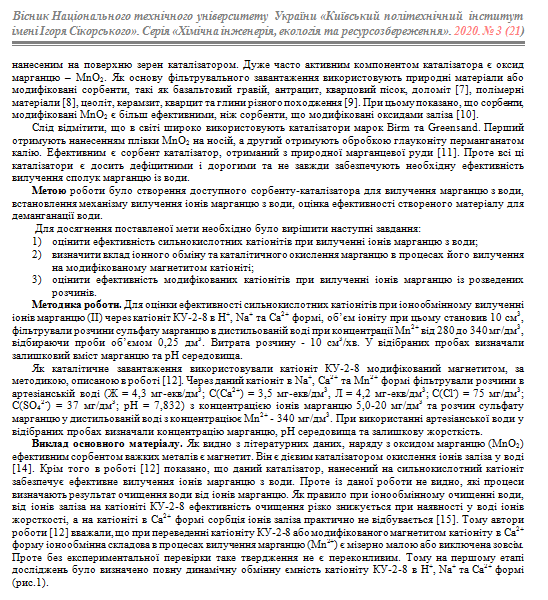 Вісник Національного технічного університету України «Київський політехнічний інститут
імені Ігоря Сікорського». Серія «Хімічна інженерія, екологія та ресурсозбереження». 2020. № 3 (21)
нанесеним на поверхню зерен каталізатором. Дуже часто активним компонентом каталізатора є оксид
марганцю – MnO2. Як основу фільтрувального завантаження використовують природні матеріали або
модифіковані сорбенти, такі як базальтовий гравій, антрацит, кварцовий пісок, доломіт [7], полімерні
матеріали [8], цеоліт, керамзит, кварцит та глини різного походження [9]. При цьому показано, що сорбенти,
модифіковані MnO2 є більш ефективними, ніж сорбенти, що модифіковані оксидами заліза [10].
Слід відмітити, що в світі широко використовують каталізатори марок Birm та Greensand. Перший
отримують нанесенням плівки MnO2 на носій, а другий отримують обробкою глауконіту перманганатом
калію. Ефективним є сорбент каталізатор, отриманий з природної марганцевої руди [11]. Проте всі ці
каталізатори є досить дефіцитними і дорогими та не завжди забезпечують необхідну ефективність
вилучення сполук марганцю із води.
Метою роботи було створення доступного сорбенту-каталізатора для вилучення марганцю з води,
встановлення механізму вилучення іонів марганцю з води, оцінка ефективності створеного матеріалу для
деманганації води.
Для досягнення поставленої мети необхідно було вирішити наступні завдання:
1) оцінити ефективність сильнокислотних катіонітів при вилученні іонів марганцю з води;
2) визначити вклад іонного обміну та каталітичного окислення марганцю в процесах його вилучення
на модифікованому магнетитом катіоніті;
3) оцінити ефективність модифікованих катіонітів при вилученні іонів марганцю із розведених
розчинів.
Методика роботи. Для оцінки ефективності сильнокислотних катіонітів при іонообмінному вилученні
іонів марганцю (II) через катіоніт КУ-2-8 в H+, Na+ та Ca2+ формі, об’єм іоніту при цьому становив 10 см3,
фільтрували розчини сульфату марганцю в дистильованій воді при концентрації Mn2+ від 280 до 340 мг/дм3,
відбираючи проби об’ємом 0,25 дм3. Витрата розчину - 10 см3/хв. У відібраних пробах визначали
залишковий вміст марганцю та pH середовища.
Як каталітичне завантаження використовували катіоніт КУ-2-8 модифікований магнетитом, за
методикою, описаною в роботі [12]. Через даний катіоніт в Na+, Ca2+ та Mn2+ формі фільтрували розчини в
артезіанській воді (Ж = 4,3 мг-екв/дм3; C(Ca2+) = 3,5 мг-екв/дм3, Л = 4,2 мг-екв/дм3; C(Cl-) = 75 мг/дм3;
C(SO42-) = 37 мг/дм3; pH = 7,832) з концентрацією іонів марганцю 5,0-20 мг/дм3 та розчин сульфату
марганцю у дистильованій воді з концентрацією Mn2+ - 340 мг/дм3. При використанні артезіанської води у
відібраних пробах визначали концентрацію марганцю, pH середовища та залишкову жорсткість.
Виклад основного матеріалу. Як видно з літературних даних, наряду з оксидом марганцю (MnO2)
ефективним сорбентом важких металів є магнетит. Він є дієвим каталізатором окислення іонів заліза у воді
[14]. Крім того в роботі [12] показано, що даний каталізатор, нанесений на сильнокислотний катіоніт
забезпечує ефективне вилучення іонів марганцю з води. Проте із даної роботи не видно, які процеси
визначають результат очищення води від іонів марганцю. Як правило при іонообмінному очищенні води,
від іонів заліза на катіоніті КУ-2-8 ефективність очищення різко знижується при наявності у воді іонів
жорсткості, а на катіоніті в Ca2+ формі сорбція іонів заліза практично не відбувається [15]. Тому автори
роботи [12] вважали, що при переведенні катіоніту КУ-2-8 або модифікованого магнетитом катіоніту в Ca2+
форму іонообмінна складова в процесах вилучення марганцю (Mn2+) є мізерно малою або виключена зовсім.
Проте без експериментальної перевірки таке твердження не є переконливим. Тому на першому етапі
досліджень було визначено повну динамічну обмінну ємність катіоніту КУ-2-8 в H+, Na+ та Ca2+ формі
(рис.1).